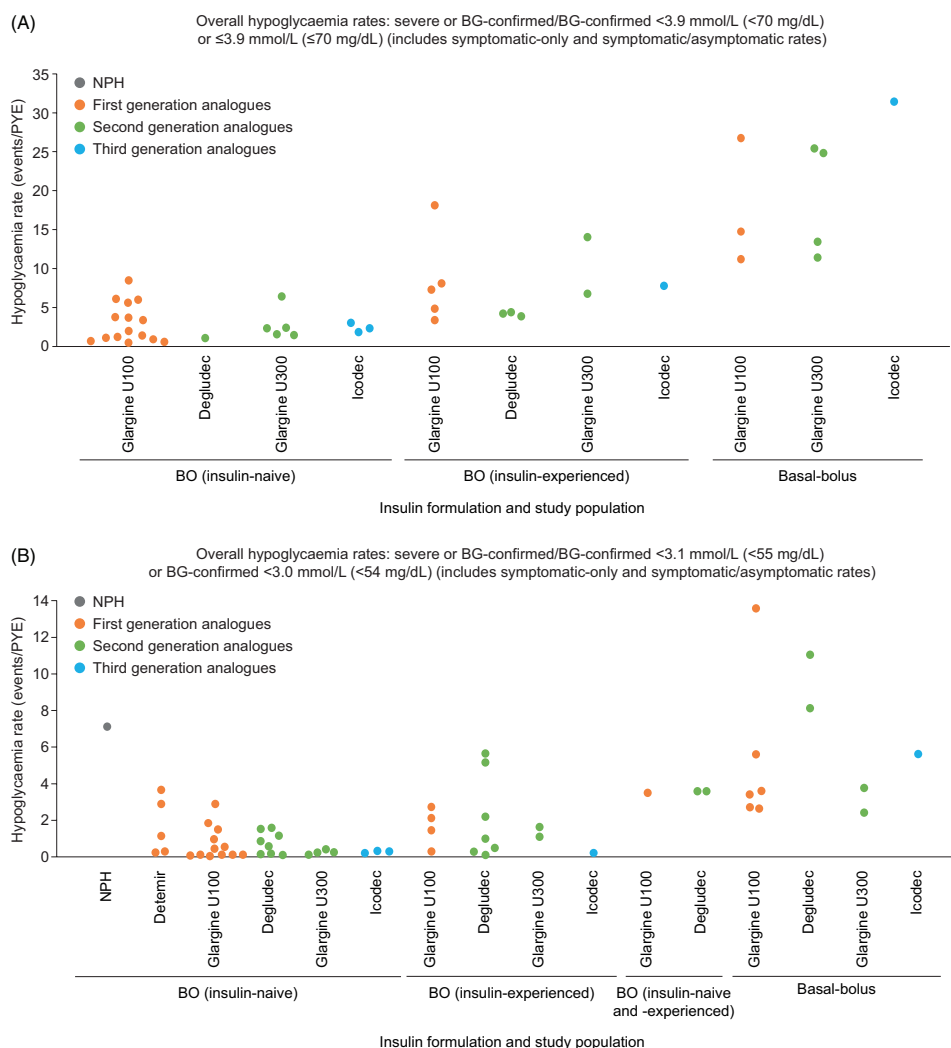 (A)
Overall hypoglycaemia rates: severe or BG-confirmed/BG-confirmed <3.9 mmol/L (<70 mg/dL)
or ≤3.9 mmol/L (≤70 mg/dL) (includes symptomatic-only and symptomatic/asymptomatic rates)
NPH
First generation analogues
Second generation analogues
Third generation analogues
Hypoglycaemia rate (events/PYE)
35
30
25
20
15
10
5
0
Glargine U100
Degludec
Glargine U300
Icodec
Glargine U100
Degludec
Glargine U300
Icodec
Glargine U100
Glargine U300
Icodec
BO (insulin-naive)
BO (insulin-experienced)
Basal-bolus
Insulin formulation and study population
(B)
Overall hypoglycaemia rates: severe or BG-confirmed/BG-confirmed <3.1 mmol/L (<55 mg/dL)
or BG-confirmed <3.0 mmol/L (<54 mg/dL) (includes symptomatic-only and symptomatic/asymptomatic rates)
NPH
First generation analogues
Second generation analogues
Third generation analogues
Hypoglycaemia rate (events/PYE)
14
12
10
8
6
4
2
0
NPH
Detemir
Glargine U100
Degludec
Glargine U300
Icodec
Glargine U100
Degludec
Glargine U300
Icodec
Glargine U100
Degludec
Glargine U100
Degludec
Glargine U300
Icodec
BO (insulin-naive)
BO (insulin-experienced)
BO (insulin-naive
and -experienced)
Basal-bolus
Insulin formulation and study population